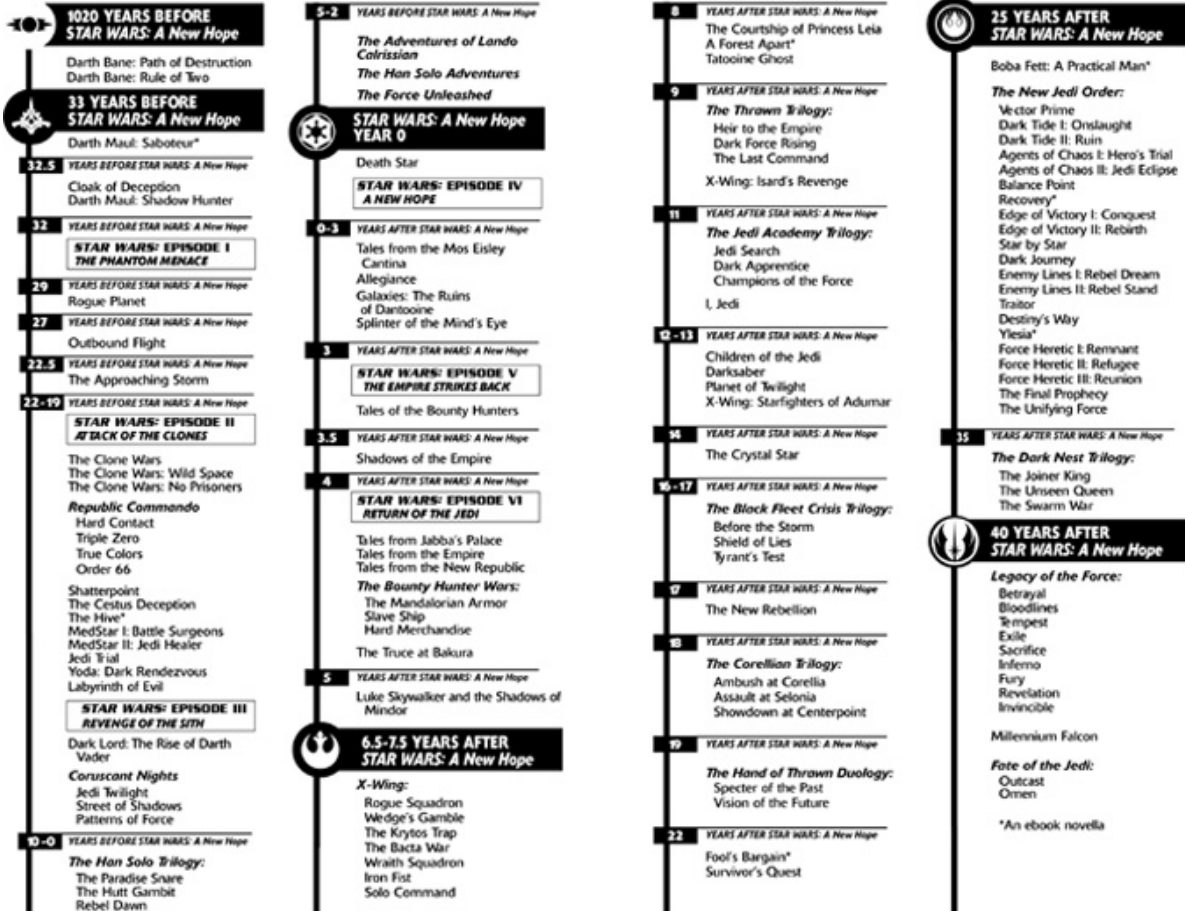 1020 YEARS BEFORE
STAR WARS: A New Hope
Darth Bane: Path of Destruction
Darth Bane: Rule of Two
33 YEARS BEFORE
STAR WARS: A New Hope
Darth Maul: Saboteur*
32.5 YEARS BEFORE STAR WARS: A New Hope
Cloak of Deception
Darth Maul: Shadow Hunter
32 YEARS BEFORE STAR WARS: A New Hope
STAR WARS: EPISODE I
THE PHANTOM MENACE
29 YEARS BEFORE STAR WARS: A New Hope
Rogue Planet
27 YEARS BEFORE STAR WARS: A New Hope
Outbound Flight
22.5 YEARS BEFORE STAR WARS: A New Hope
The Approaching Storm
22-19 YEARS BEFORE STAR WARS: A New Hope
STAR WARS: EPISODE II
ATTACK OF THE CLONES
The Clone Wars
The Clone Wars: Wild Space
The Clone Wars: No Prisoners
Republic Commando
Hard Contact
Triple Zero
True Colors
Order 66
Shatterpoint
The Cestus Deception
The Hive*
MedStar I: Battle Surgeons
MedStar II: Jedi Healer
Jedi Trial
Yoda: Dark Rendezvous
Labyrinth of Evil
STAR WARS: EPISODE III
REVENGE OF THE SITH
Dark Lord: The Rise of Darth
Vader
Coruscant Nights
Jedi Twilight
Street of Shadows
Patterns of Force
10-0 YEARS BEFORE STAR WARS: A New Hope
The Han Solo Trilogy:
The Paradise Snare
The Hutt Gambit
Rebel Dawn
5-2 YEARS BEFORE STAR WARS: A New Hope
The Adventures of Lando
Calrissian
The Han Solo Adventures
The Force Unleashed
STAR WARS: A New Hope
YEAR 0
Death Star
STAR WARS: EPISODE IV
A NEW HOPE
0-3 YEARS AFTER STAR WARS: A New Hope
Tales from the Mos Eisley
Cantina
Allegiance
Galaxies: The Ruins
of Dantooine
Splinter of the Mind's Eye
3 YEARS AFTER STAR WARS: A New Hope
STAR WARS: EPISODE V
THE EMPIRE STRIKES BACK
Tales of the Bounty Hunters
3.5 YEARS AFTER STAR WARS: A New Hope
Shadows of the Empire
4 YEARS AFTER STAR WARS: A New Hope
STAR WARS: EPISODE VI
RETURN OF THE JEDI
Tales from Jabba's Palace
Tales from the Empire
Tales from the New Republic
The Bounty Hunter Wars:
The Mandalorian Armor
Slave Ship
Hard Merchandise
The Truce at Bakura
5 YEARS AFTER STAR WARS: A New Hope
Luke Skywalker and the Shadows of
Mindor
6.5-7.5 YEARS AFTER
STAR WARS: A New Hope
X-Wing:
Rogue Squadron
Wedge's Gamble
The Krytos Trap
The Bacta War
Wraith Squadron
Iron Fist
Solo Command
8 YEARS AFTER STAR WARS: A New Hope
The Courtship of Princess Leia
A Forest Apart*
Tatooine Ghost
9 YEARS AFTER STAR WARS: A New Hope
The Thrawn Trilogy:
Heir to the Empire
Dark Force Rising
The Last Command
X-Wing: Isard's Revenge
11 YEARS AFTER STAR WARS: A New Hope
The Jedi Academy Trilogy:
Jedi Search
Dark Apprentice
Champions of the Force
I, Jedi
12-13 YEARS AFTER STAR WARS: A New Hope
Children of the Jedi
Darksaber
Planet of Twilight
X-Wing: Starfighters of Adumar
14 YEARS AFTER STAR WARS: A New Hope
The Crystal Star
16-17 YEARS AFTER STAR WARS: A New Hope
The Black Fleet Crisis Trilogy:
Before the Storm
Shield of Lies
Tyrant's Test
17 YEARS AFTER STAR WARS: A New Hope
The New Rebellion
18 YEARS AFTER STAR WARS: A New Hope
The Corellian Trilogy:
Ambush at Corellia
Assault at Selonia
Showdown at Centerpoint
19 YEARS AFTER STAR WARS: A New Hope
The Hand of Thrawn Duology:
Specter of the Past
Vision of the Future
22 YEARS AFTER STAR WARS: A New Hope
Fool's Bargain*
Survivor's Quest
25 YEARS AFTER
STAR WARS: A New Hope
Boba Fett: A Practical Man*
The New Jedi Order:
Vector Prime
Dark Tide I: Onslaught
Dark Tide II: Ruin
Agents of Chaos I: Hero's Trial
Agents of Chaos II: Jedi Eclipse
Balance Point
Recovery*
Edge of Victory I: Conquest
Edge of Victory II: Rebirth
Star by Star
Dark Journey
Enemy Lines I: Rebel Dream
Enemy Lines II: Rebel Stand
Traitor
Destiny's Way
Ylesia*
Force Heretic I: Remnant
Force Heretic II: Refugee
Force Heretic III: Reunion
The Final Prophecy
The Unifying Force
35 YEARS AFTER STAR WARS: A New Hope
The Dark Nest Trilogy:
The Joiner King
The Unseen Queen
The Swarm War
40 YEARS AFTER
STAR WARS: A New Hope
Legacy of the Force:
Betrayal
Bloodlines
Tempest
Exile
Sacrifice
Inferno
Fury
Revelation
Invincible
Millennium Falcon
Fate of the Jedi:
Outcast
Omen
*An ebook novella